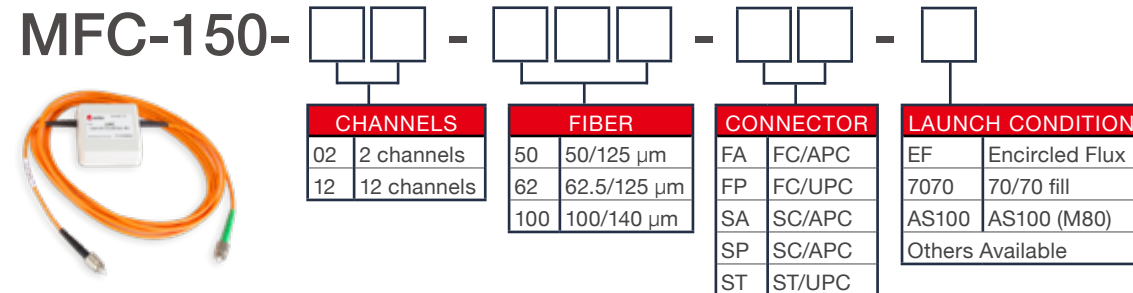 MFC-150- - - -
CHANNELS
02 2 channels
12 12 channels
FIBER
50 50/125 µm
62 62.5/125 µm
100 100/140 µm
CONNECTOR
FA FC/APC
FP FC/UPC
SA SC/APC
SP SC/APC
ST ST/UPC
LAUNCH CONDITION
EF Encircled Flux
7070 70/70 fill
AS100 AS100 (M80)
Others Available